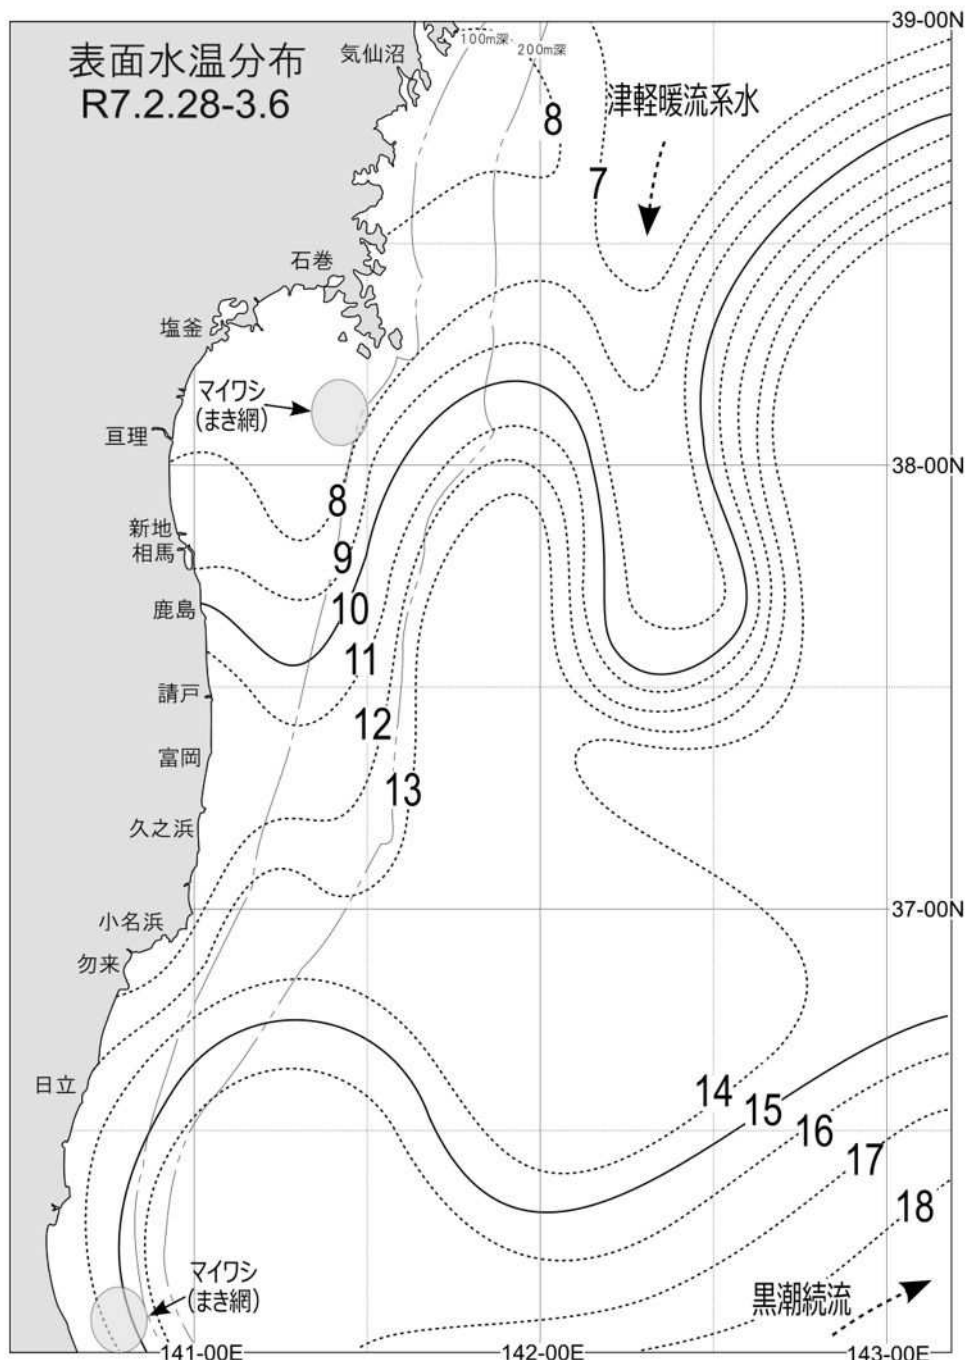 39-00N
表面水温分布
R7.2.28-3.6
気仙沼
100m深
200m深
8
津軽暖流系水
7
石巻
塩釜
マイワシ
(まき網)
亘理
38-00N
8
新地
相馬
9
鹿島
10
11
請戸
12
富岡
13
久之浜
37-00N
小名浜
勿来
日立
14
15
16
17
18
マイワシ
(まき網)
黒潮続流
141-00E
142-00E
143-00E